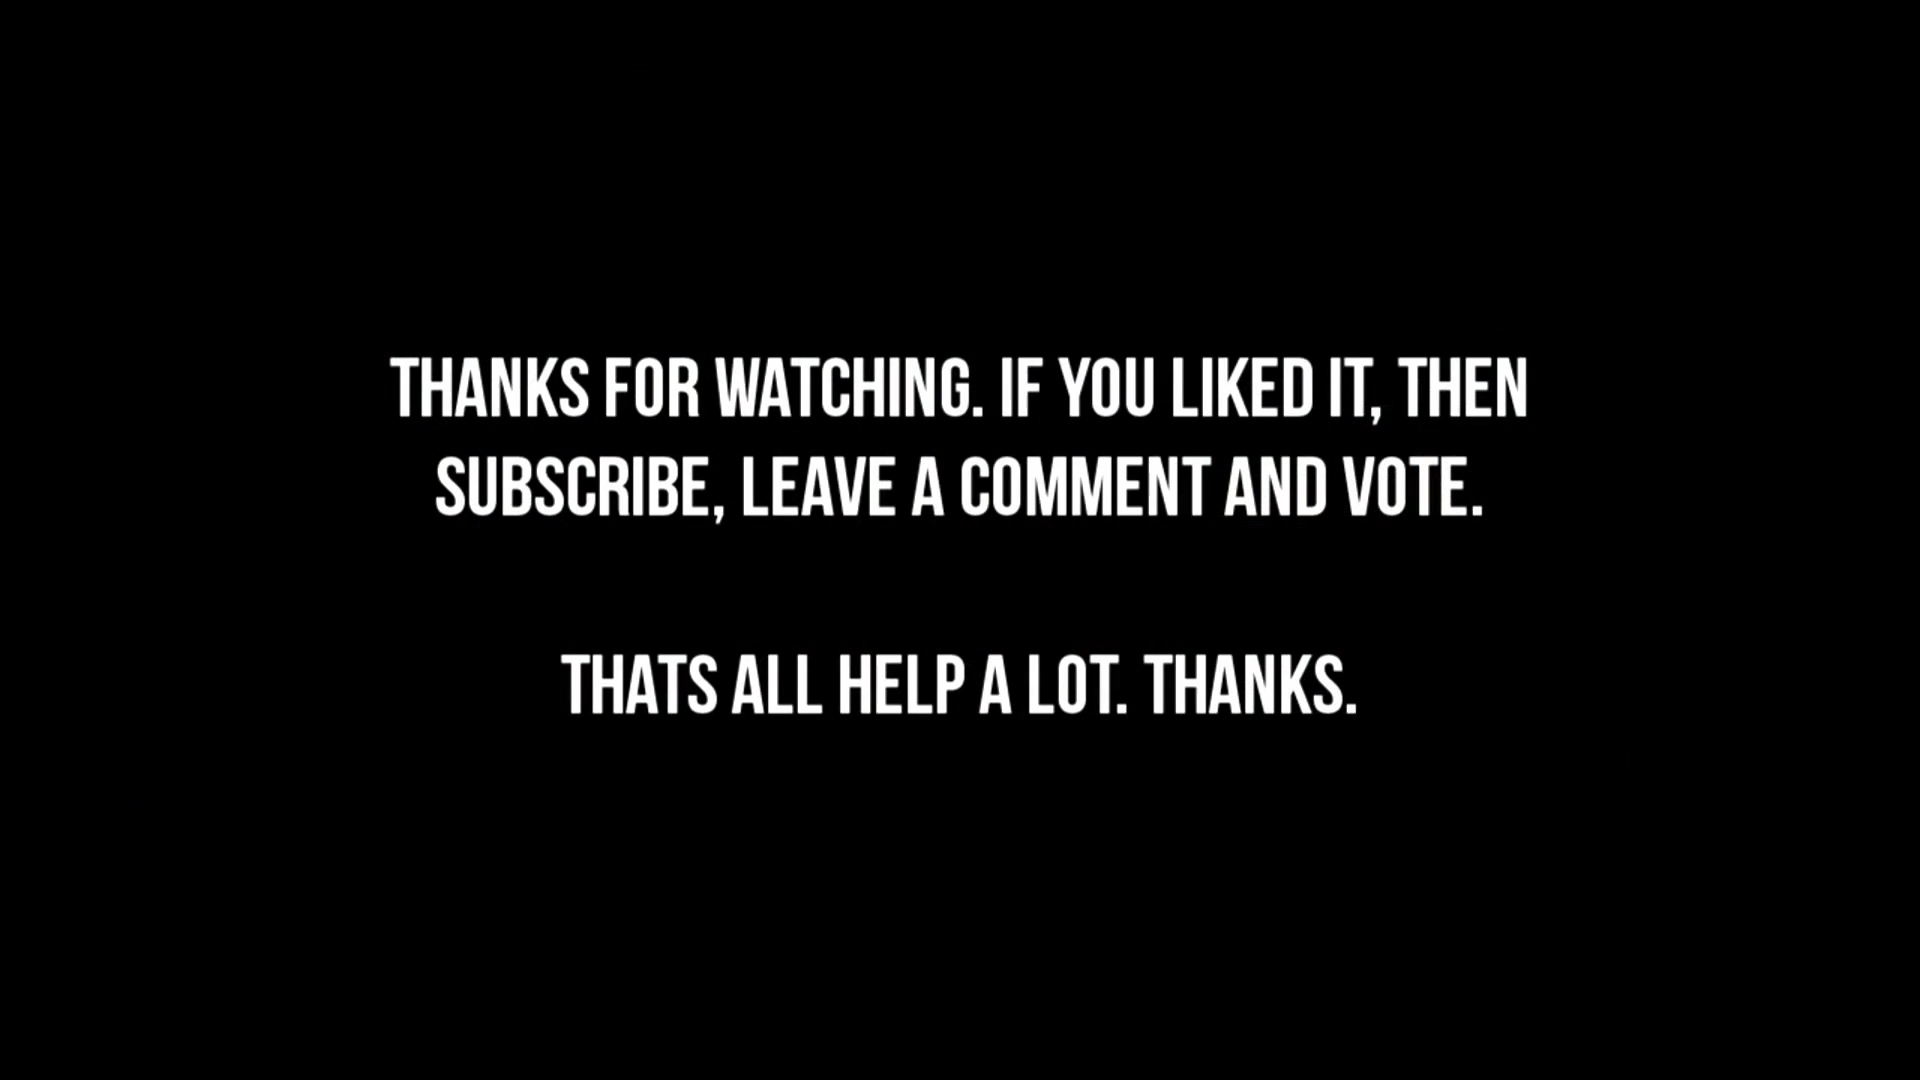 THANKS FOR WATCHING. IF YOU LIKED IT, THEN
SUBSCRIBE, LEAVE A COMMENT AND VOTE.
THATS ALL HELP A LOT. THANKS.